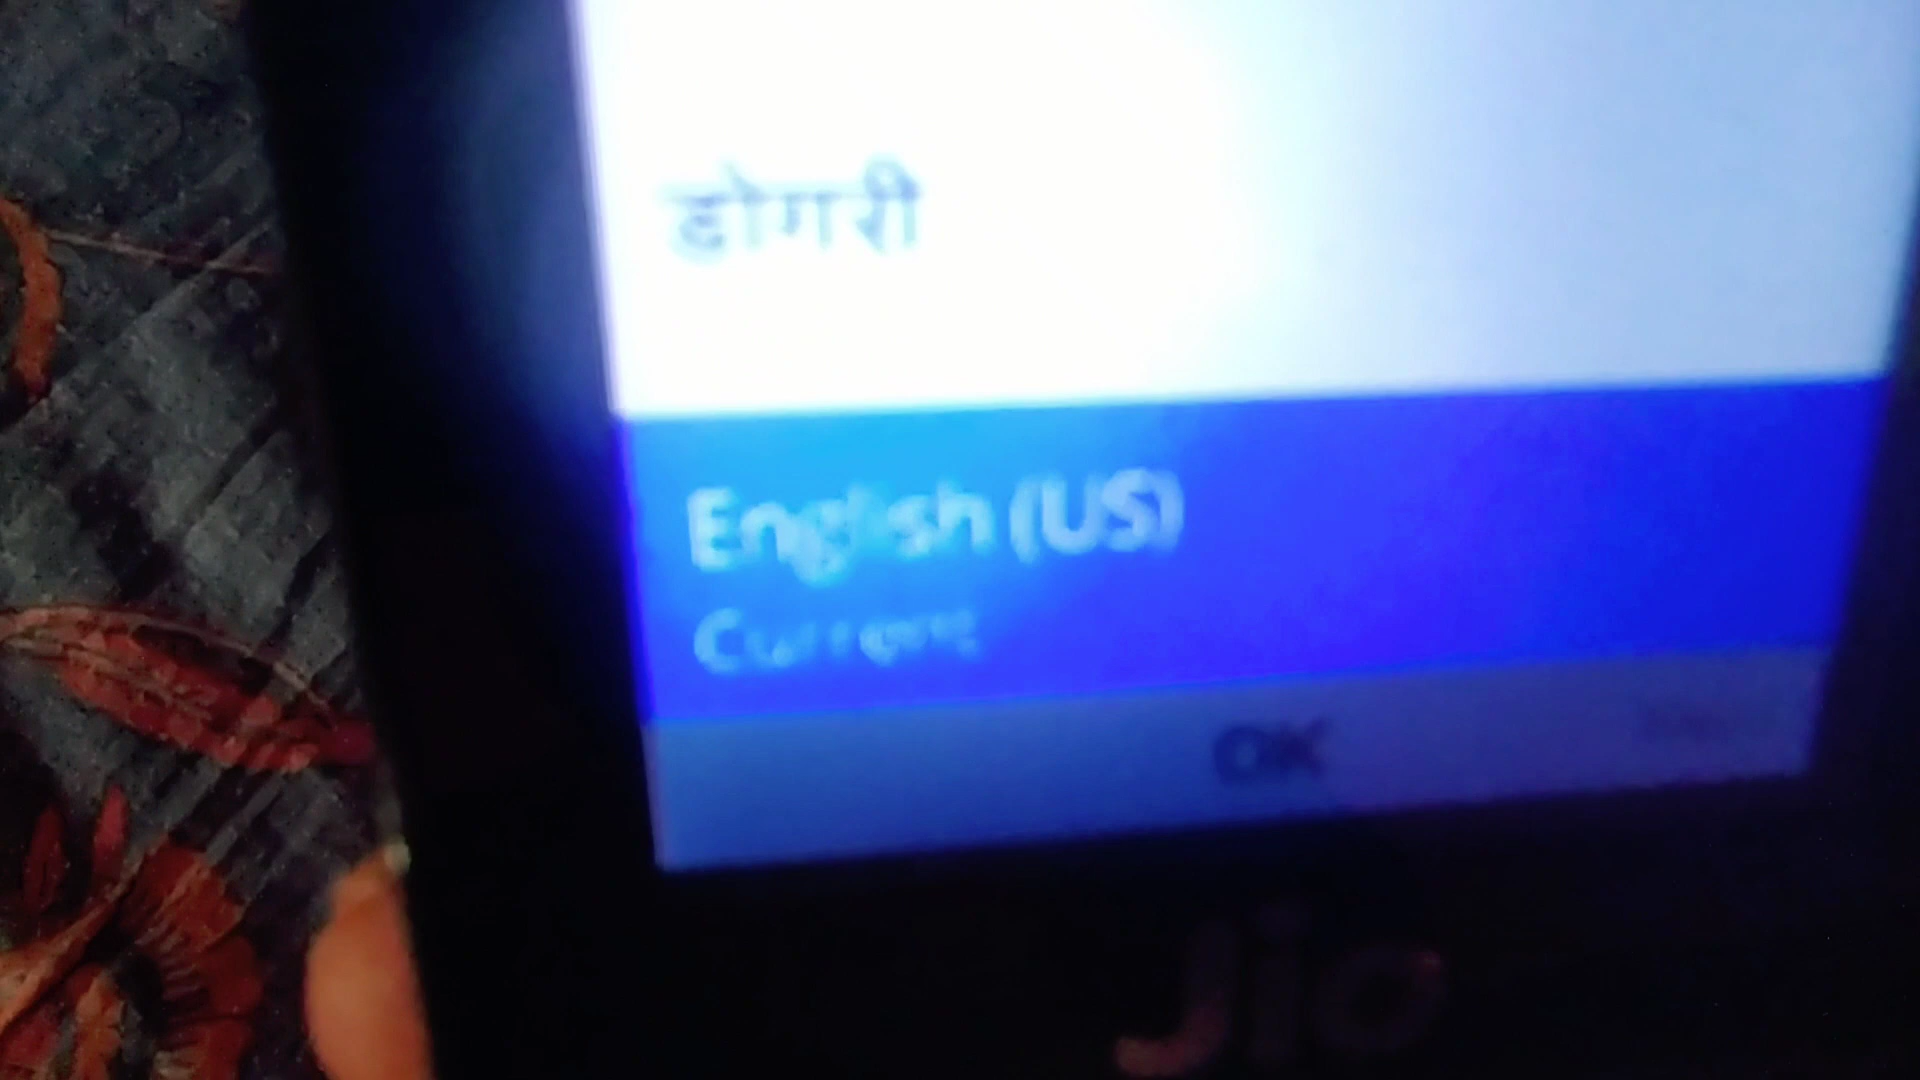 डोगरी
English (US)
Current
OK
Jio